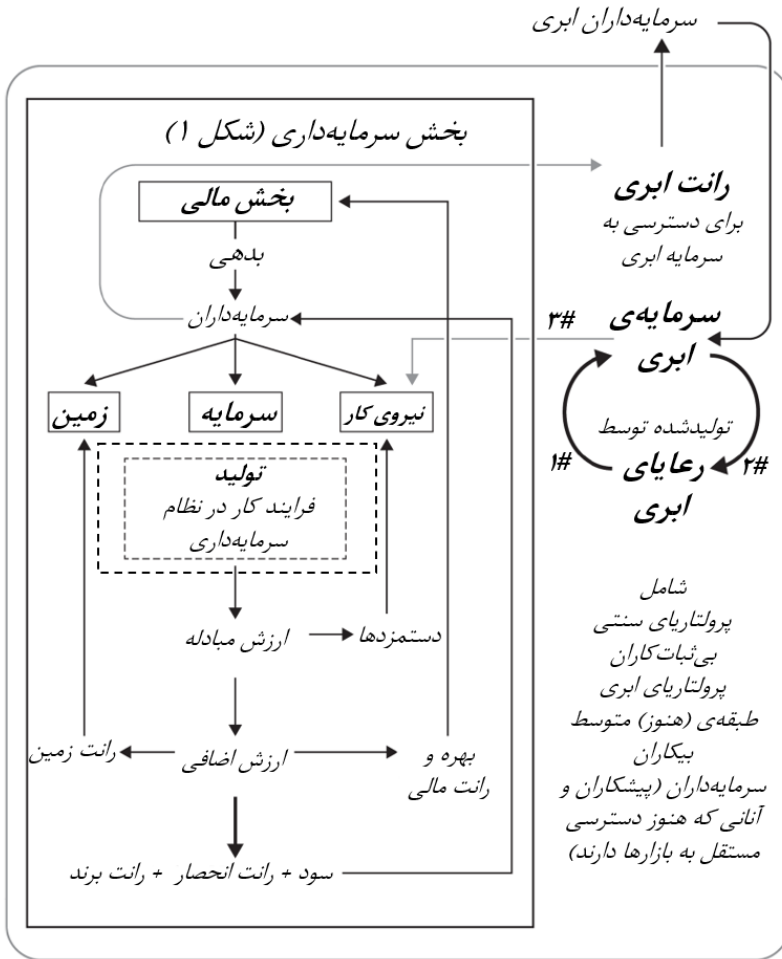 سرمایه‌داران ابری
بخش سرمایه‌داری (شکل ۱)
رانت ابری
برای دسترسی به
سرمایه ابری
بخش مالی
بدهی
سرمایه‌داران
#۳
سرمایه‌ی
ابری
زمین
سرمایه
نیروی کار
تولیدشده توسط
#۱
رعایای
ابری
#۲
تولید
فرایند کار در نظام
سرمایه‌داری
ارزش مبادله
دستمزدها
شامل
پرولتاریای سنتی
بی‌ثبات‌کاران
پرولتاریای ابری
طبقه‌ی (هنوز) متوسط
بیکاران
سرمایه‌داران (پیشکاران و
آنانی که هنوز دسترسی
مستقل به بازارها دارند)
رانت زمین
ارزش اضافی
بهره و
رانت مالی
سود + رانت انحصار + رانت برند